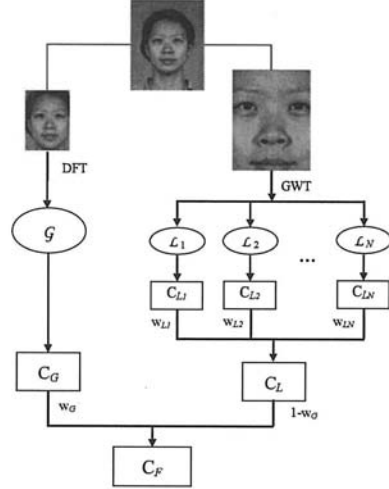 DFT
GWT
𝒢
ℒ1 ℒ2 ... ℒN
CL1 CL2 CLN
wL1 wL2 wLN
CG CL
wG 1-wG
CF